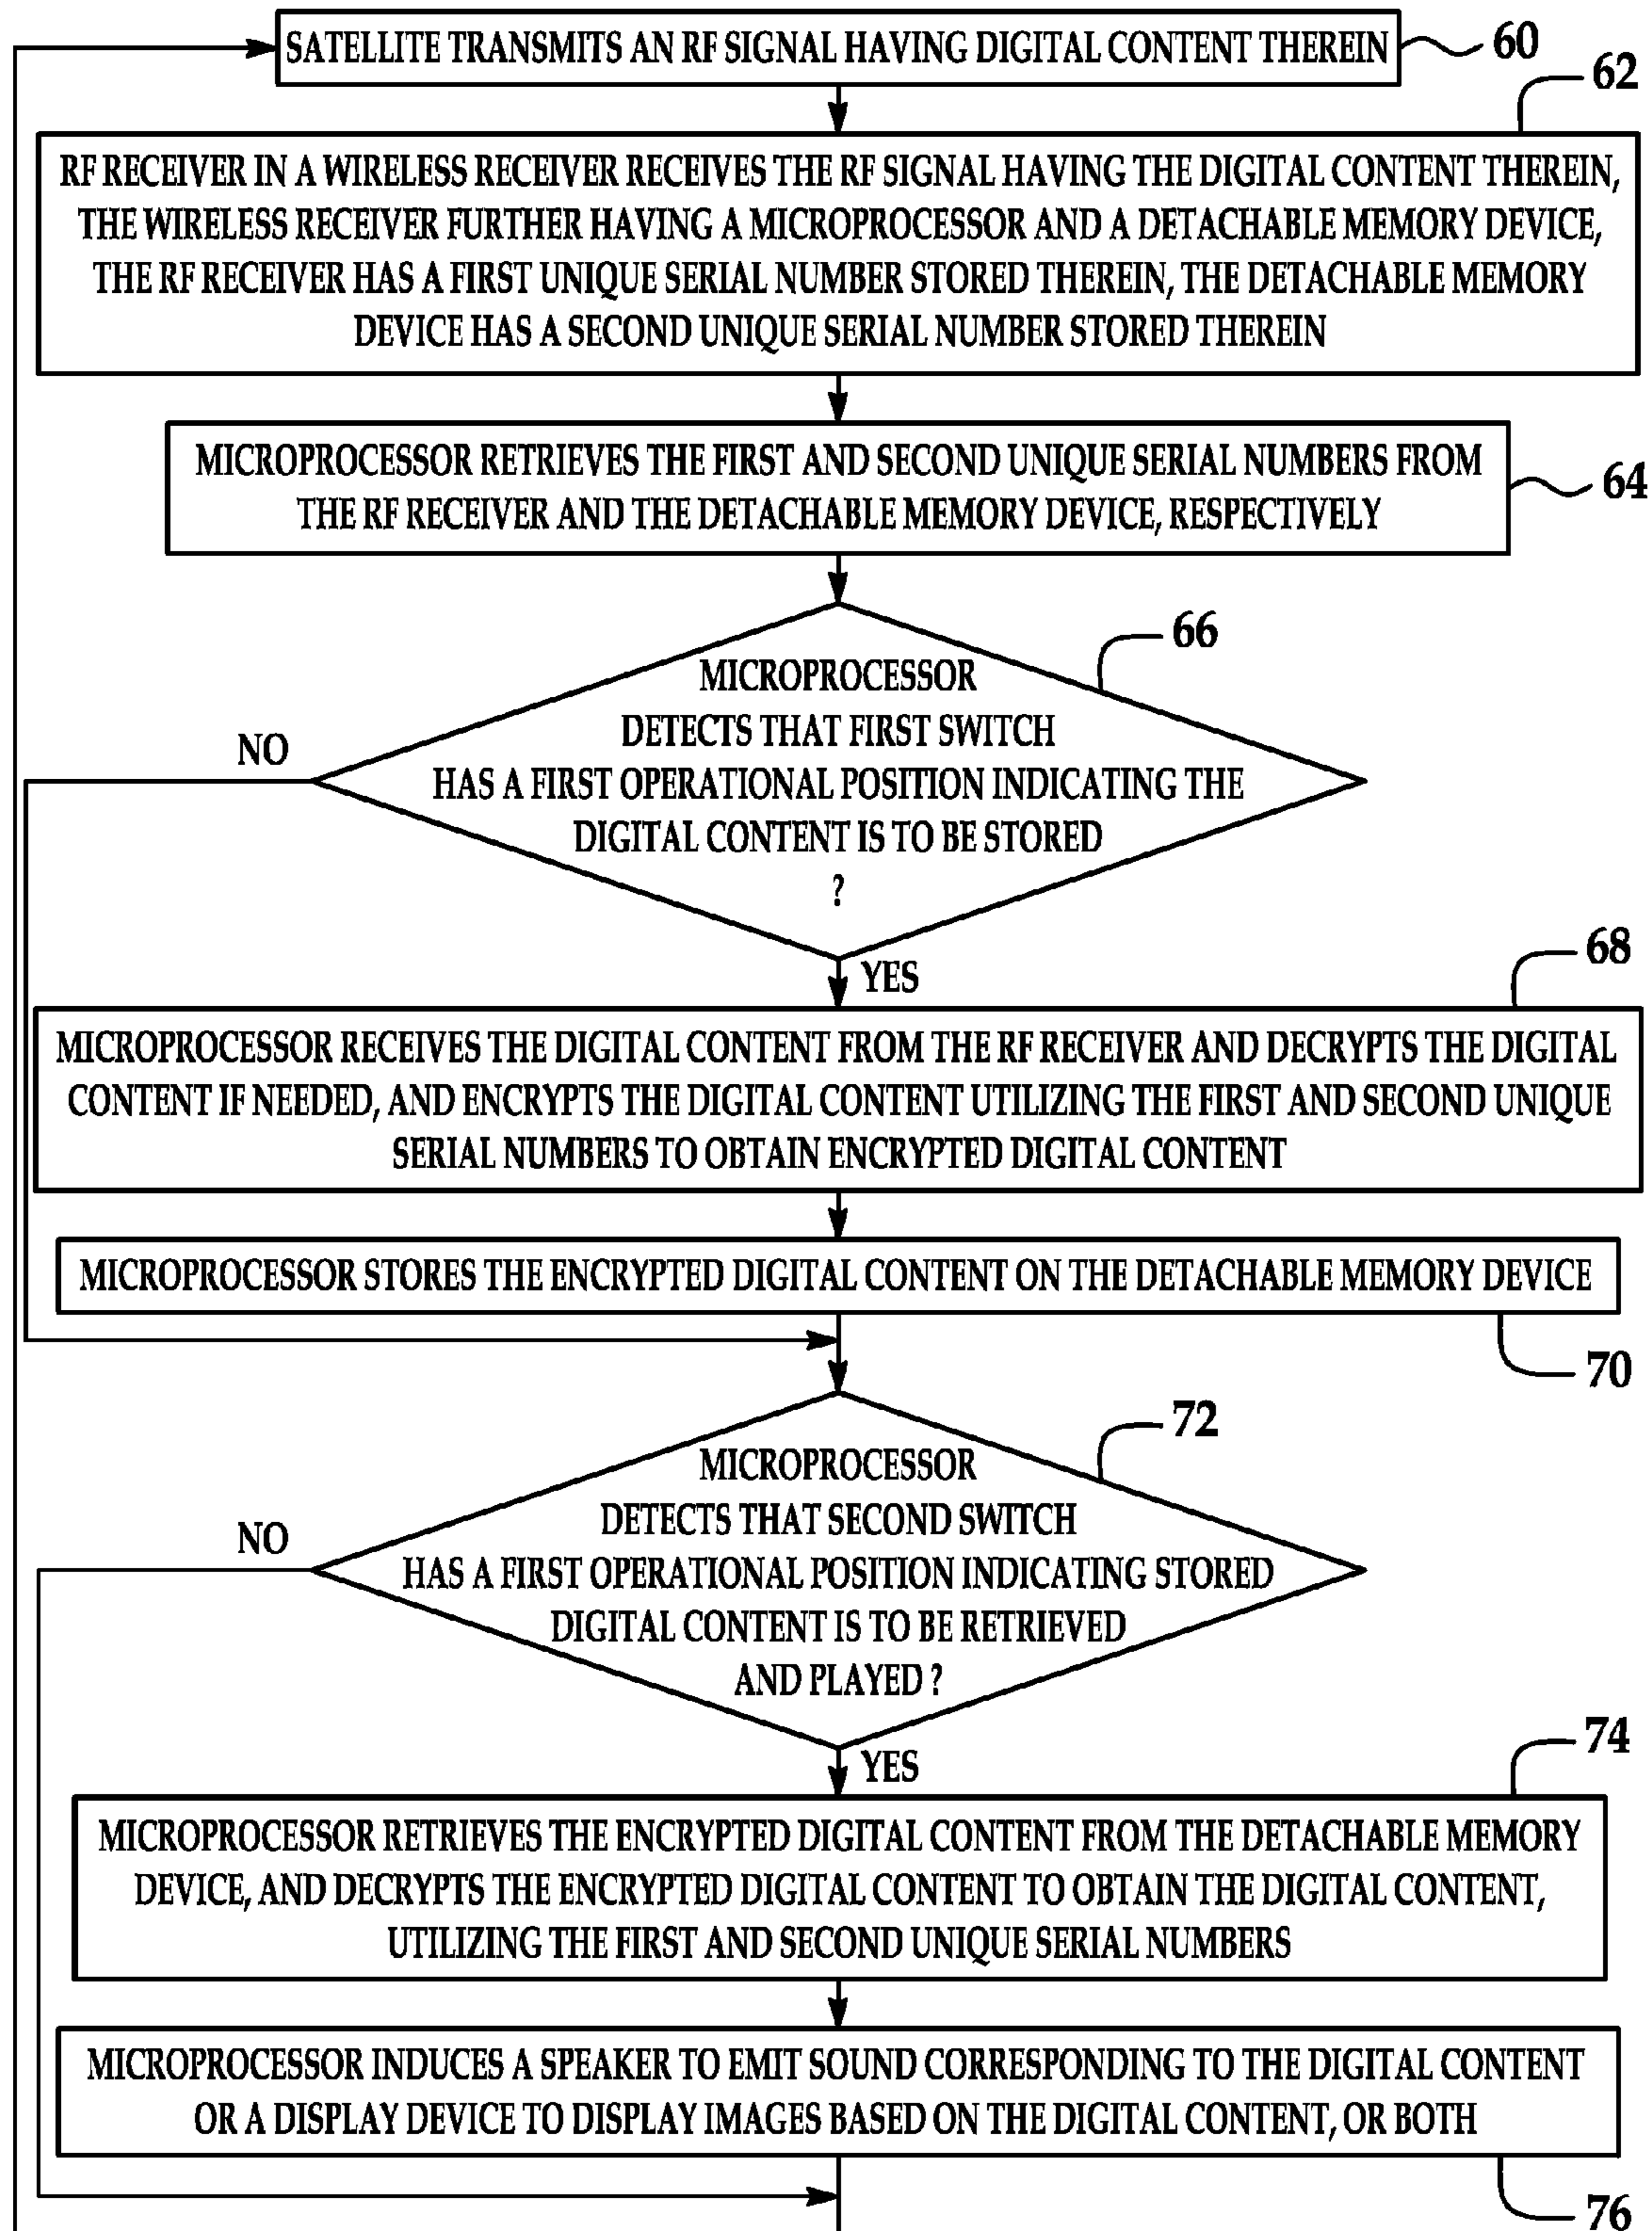 SATELLITE TRANSMITS AN RF SIGNAL HAVING DIGITAL CONTENT THEREIN
60
62
RF RECEIVER IN A WIRELESS RECEIVER RECEIVES THE RF SIGNAL HAVING THE DIGITAL CONTENT THEREIN,
THE WIRELESS RECEIVER FURTHER HAVING A MICROPROCESSOR AND A DETACHABLE MEMORY DEVICE,
THE RF RECEIVER HAS A FIRST UNIQUE SERIAL NUMBER STORED THEREIN, THE DETACHABLE MEMORY
DEVICE HAS A SECOND UNIQUE SERIAL NUMBER STORED THEREIN
MICROPROCESSOR RETRIEVES THE FIRST AND SECOND UNIQUE SERIAL NUMBERS FROM
THE RF RECEIVER AND THE DETACHABLE MEMORY DEVICE, RESPECTIVELY
64
66
MICROPROCESSOR
DETECTS THAT FIRST SWITCH
HAS A FIRST OPERATIONAL POSITION INDICATING THE
DIGITAL CONTENT IS TO BE STORED
?
NO
YES
68
MICROPROCESSOR RECEIVES THE DIGITAL CONTENT FROM THE RF RECEIVER AND DECRYPTS THE DIGITAL
CONTENT IF NEEDED, AND ENCRYPTS THE DIGITAL CONTENT UTILIZING THE FIRST AND SECOND UNIQUE
SERIAL NUMBERS TO OBTAIN ENCRYPTED DIGITAL CONTENT
MICROPROCESSOR STORES THE ENCRYPTED DIGITAL CONTENT ON THE DETACHABLE MEMORY DEVICE
70
72
MICROPROCESSOR
DETECTS THAT SECOND SWITCH
HAS A FIRST OPERATIONAL POSITION INDICATING STORED
DIGITAL CONTENT IS TO BE RETRIEVED
AND PLAYED ?
NO
YES
74
MICROPROCESSOR RETRIEVES THE ENCRYPTED DIGITAL CONTENT FROM THE DETACHABLE MEMORY
DEVICE, AND DECRYPTS THE ENCRYPTED DIGITAL CONTENT TO OBTAIN THE DIGITAL CONTENT,
UTILIZING THE FIRST AND SECOND UNIQUE SERIAL NUMBERS
MICROPROCESSOR INDUCES A SPEAKER TO EMIT SOUND CORRESPONDING TO THE DIGITAL CONTENT
OR A DISPLAY DEVICE TO DISPLAY IMAGES BASED ON THE DIGITAL CONTENT, OR BOTH
76